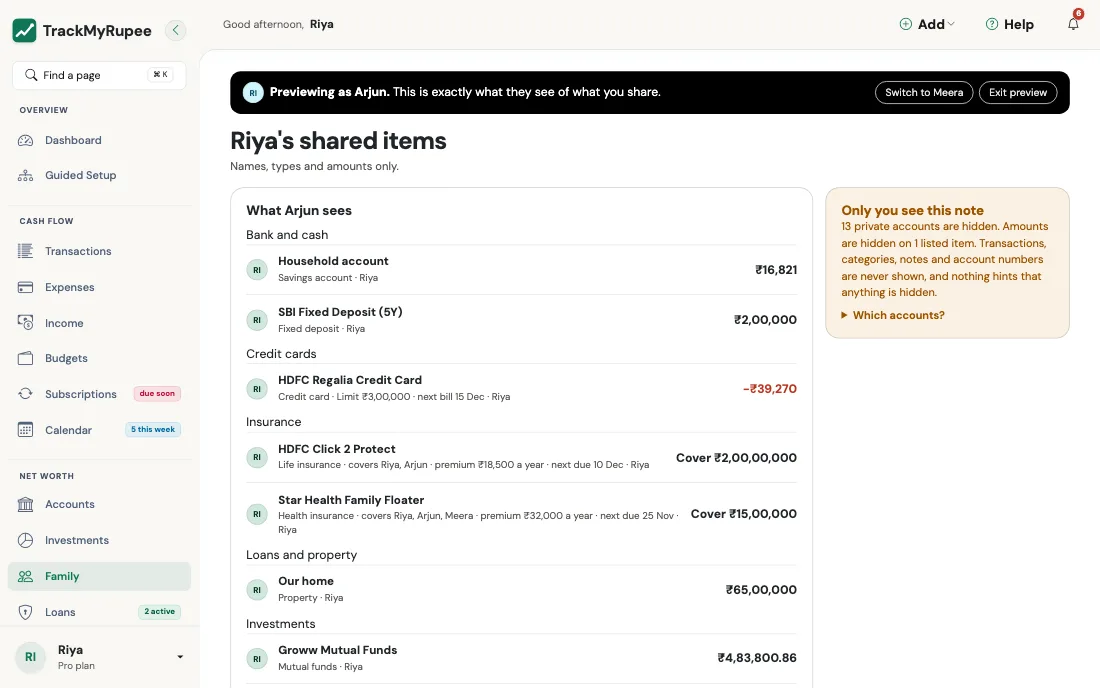 TrackMyRupee
Find a page
⌘ K
OVERVIEW
Dashboard
Guided Setup
CASH FLOW
Transactions
Expenses
Income
Budgets
Subscriptions due soon
Calendar 5 this week
NET WORTH
Accounts
Investments
Family
Loans 2 active
RI
Riya
Pro plan
Good afternoon, Riya
Add
Help
6
RI Previewing as Arjun. This is exactly what they see of what you share.
Switch to Meera
Exit preview
Riya's shared items
Names, types and amounts only.
What Arjun sees
Bank and cash
RI
Household account
Savings account · Riya
₹16,821
RI
SBI Fixed Deposit (5Y)
Fixed deposit · Riya
₹2,00,000
Credit cards
RI
HDFC Regalia Credit Card
Credit card · Limit ₹3,00,000 · next bill 15 Dec · Riya
-₹39,270
Insurance
RI
HDFC Click 2 Protect
Life insurance · covers Riya, Arjun · premium ₹18,500 a year · next due 10 Dec · Riya
Cover ₹2,00,00,000
RI
Star Health Family Floater
Health insurance · covers Riya, Arjun, Meera · premium ₹32,000 a year · next due 25 Nov ·
Riya
Cover ₹15,00,000
Loans and property
RI
Our home
Property · Riya
₹65,00,000
Investments
RI
Groww Mutual Funds
Mutual funds · Riya
₹4,83,800.86
Only you see this note
13 private accounts are hidden. Amounts
are hidden on 1 listed item. Transactions,
categories, notes and account numbers
are never shown, and nothing hints that
anything is hidden.
Which accounts?